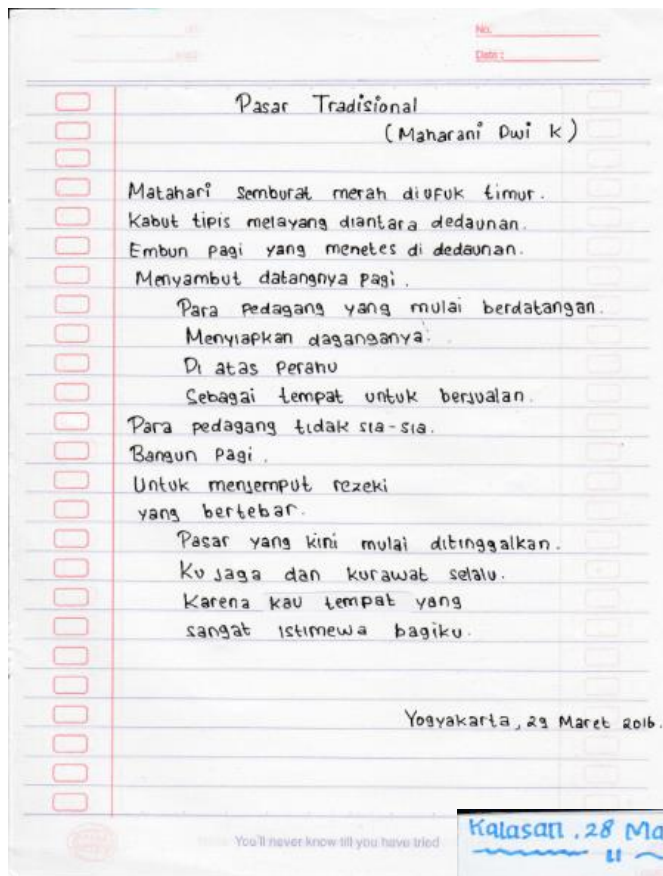 No.
Date :
Pasar Tradisional
(Maharani Dwi K)
Matahari semburat merah diufuk timur.
Kabut tipis melayang diantara dedaunan.
Embun pagi yang menetes di dedaunan.
Menyambut datangnya pagi.
Para pedagang yang mulai berdatangan.
Menyiapkan daganganya.
Di atas perahu
Sebagai tempat untuk berjualan.
Para pedagang tidak sia-sia.
Bangun Pagi.
Untuk menjemput rezeki
yang bertebar.
Pasar yang kini mulai ditinggalkan.
Ku jaga dan kurawat selalu.
Karena kau tempat yang
sangat istimewa bagiku.
Yogyakarta, 29 Maret 2016.
You'll never know till you have tried
Kalasan, 28 Ma